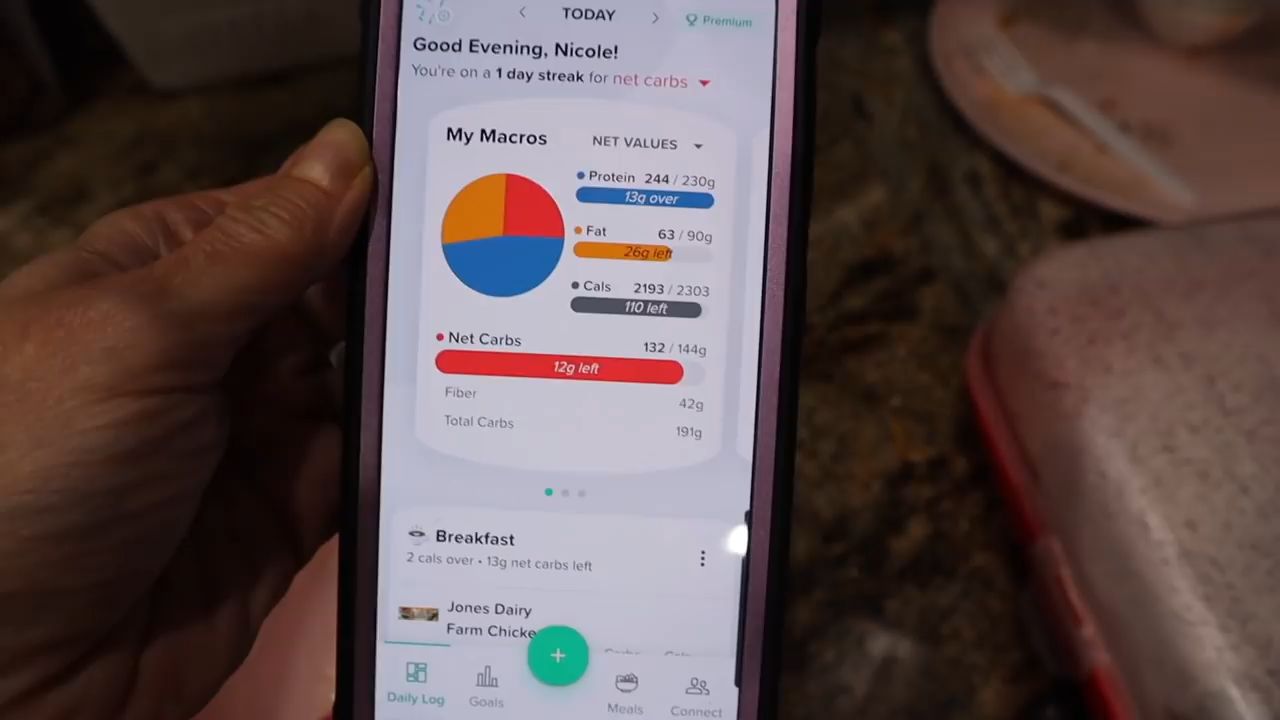 TODAY
Premium
Good Evening, Nicole!
You're on a 1 day streak for net carbs
My Macros
NET VALUES
Protein 244 / 230g
13g over
Fat 63 / 90g
26g left
Cals 2193 / 2303
110 left
Net Carbs 132 / 144g
12g left
Fiber 42g
Total Carbs 191g
Breakfast
2 cals over • 13g net carbs left
Jones Dairy
Farm Chicke
+
Daily Log
Goals
Meals
Connect